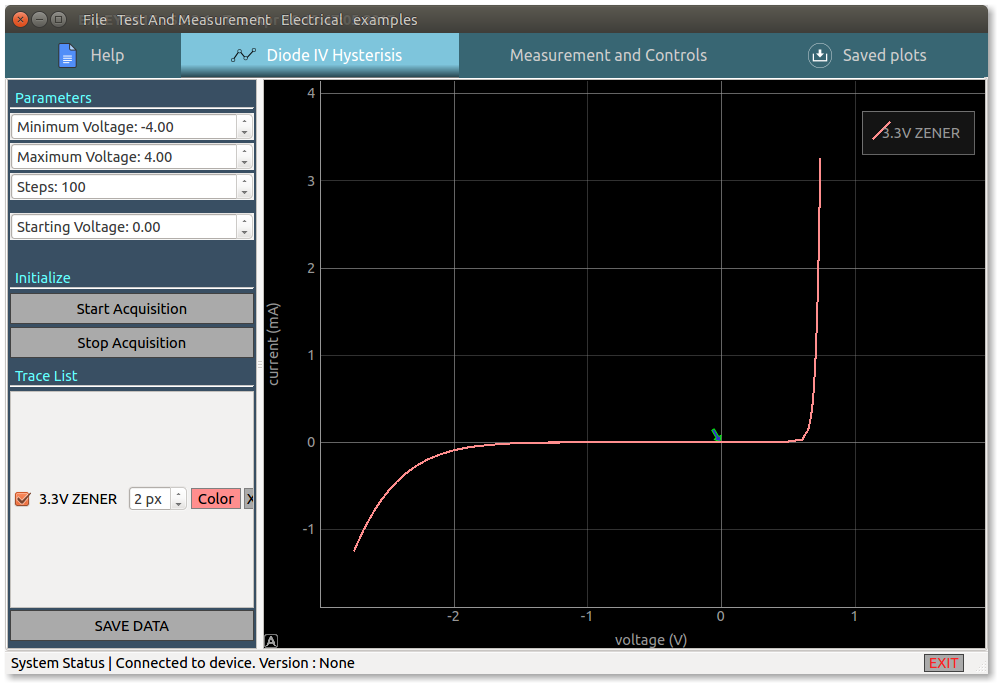 File Test And Measurement Electrical examples
Help
Diode IV Hysterisis
Measurement and Controls
Saved plots
Parameters
Minimum Voltage: -4.00
Maximum Voltage: 4.00
Steps: 100
Starting Voltage: 0.00
Initialize
Start Acquisition
Stop Acquisition
Trace List
3.3V ZENER
2 px
Color
X
SAVE DATA
current (mA)
4
3
2
1
0
-1
3.3V ZENER
-2
-1
0
1
voltage (V)
A
System Status | Connected to device. Version : None
EXIT